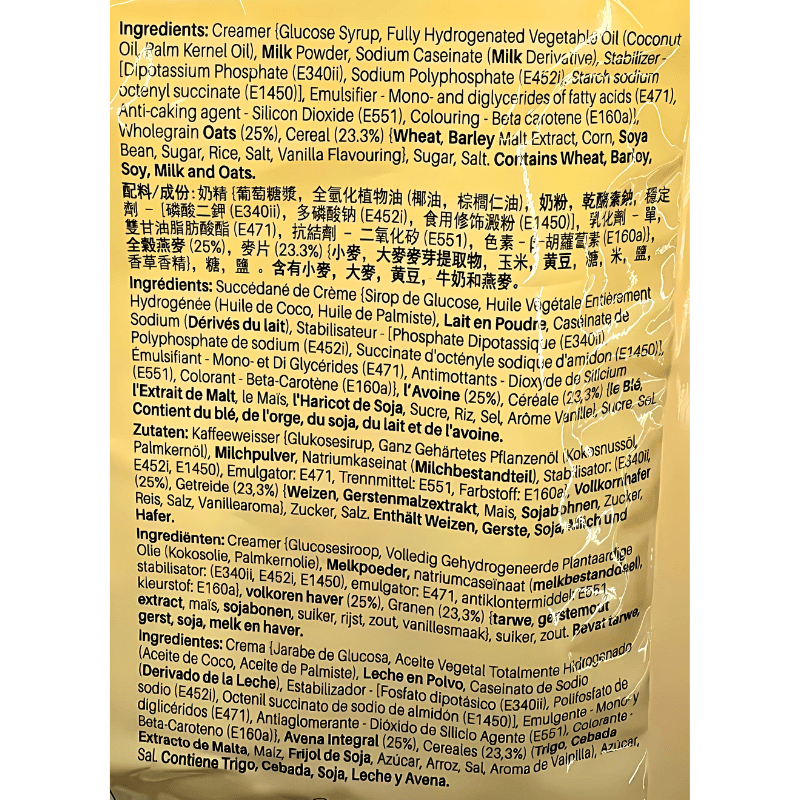 Ingredients: Creamer {Glucose Syrup, Fully Hydrogenated Vegetable Oil (Coconut
Oil, Palm Kernel Oil), Milk Powder, Sodium Caseinate (Milk Derivative), Stabilizer -
[Dipotassium Phosphate (E340ii), Sodium Polyphosphate (E452i), Starch sodium
octenyl succinate (E1450)], Emulsifier - Mono- and diglycerides of fatty acids (E471),
Anti-caking agent - Silicon Dioxide (E551), Colouring - Beta carotene (E160a)},
Wholegrain Oats (25%), Cereal (23.3%) {Wheat, Barley Malt Extract, Corn, Soya
Bean, Sugar, Rice, Salt, Vanilla Flavouring}, Sugar, Salt. Contains Wheat, Barley,
Soy, Milk and Oats.
配料/成份: 奶精 {葡萄糖漿, 全氫化植物油 (椰油, 棕櫚仁油), 奶粉, 乾酪素鈉, 穩定
劑 - [磷酸二鉀 (E340ii), 多磷酸钠 (E452i), 食用修饰澱粉 (E1450)], 乳化劑 - 單,
雙甘油脂肪酸酯 (E471), 抗結劑 - 二氧化矽 (E551), 色素 - β-胡蘿蔔素 (E160a)},
全穀燕麥 (25%), 麥片 (23.3%) {小麥, 大麥麥芽提取物, 玉米, 黄豆, 糖, 米, 鹽,
香草香精}, 糖, 鹽 。含有小麥, 大麥, 黄豆, 牛奶和燕麥。
Ingrédients: Succédané de Crème {Sirop de Glucose, Huile Végétale Entièrement
Hydrogénée (Huile de Coco, Huile de Palmiste), Lait en Poudre, Caséinate de
Sodium (Dérivés du lait), Stabilisateur - [Phosphate Dipotassique (E340ii)
Polyphosphate de sodium (E452i), Succinate d'octényle sodique d'amidon (E1450)],
Émulsifiant - Mono- et Di Glycérides (E471), Antimottants - Dioxyde de Silicium
(E551), Colorant - Beta-Carotène (E160a)}, l'Avoine (25%), Céréale (23,3%) {le Blé,
l'Extrait de Malt, le Maïs, l'Haricot de Soja, Sucre, Riz, Sel, Arôme Vanille}, Sucre, Sel.
Contient du blé, de l'orge, du soja, du lait et de l'avoine.
Zutaten: Kaffeeweisser {Glukosesirup, Ganz Gehärtetes Pflanzenöl (Kokosnussöl,
Palmkernöl), Milchpulver, Natriumkaseinat (Milchbestandteil), Stabilisator: (E340ii,
E452i, E1450), Emulgator: E471, Trennmittel: E551, Farbstoff: E160a}, Vollkornhafer
(25%), Getreide (23,3%) {Weizen, Gerstenmalzextrakt, Mais, Sojabohnen, Zucker,
Reis, Salz, Vanillearoma}, Zucker, Salz. Enthält Weizen, Gerste, Soja, Milch und
Hafer.
Ingrediënten: Creamer {Glucosesiroop, Volledig Gehydrogeneerde Plantaardige
Olie (Kokosolie, Palmkernolie), Melkpoeder, natriumcaseïnaat (melkbestanddeel),
stabilisator: (E340ii, E452i, E1450), emulgator: E471, antiklontermiddel: E551,
kleurstof: E160a}, volkoren haver (25%), Granen (23,3%) {tarwe, gerstemout
extract, maïs, sojabonen, suiker, rijst, zout, vanillesmaak}, suiker, zout. Bevat tarwe,
gerst, soja, melk en haver.
Ingredientes: Crema {Jarabe de Glucosa, Aceite Vegetal Totalmente Hidrogenado
(Aceite de Coco, Aceite de Palmiste), Leche en Polvo, Caseinato de Sodio
(Derivado de la Leche), Estabilizador - [Fosfato dipotásico (E340ii), Polifosfato de
sodio (E452i), Octenil succinato de sodio de almidón (E1450)], Emulgente - Mono- y
diglicéridos (E471), Antiaglomerante - Dióxido de Silicio Agente (E551), Colorante -
Beta-Caroteno (E160a)}, Avena Integral (25%), Cereales (23,3%) {Trigo, Cebada
Extracto de Malta, Maíz, Frijol de Soja, Azúcar, Arroz, Sal, Aroma de Vainilla}, Azúcar,
Sal. Contiene Trigo, Cebada, Soja, Leche y Avena.